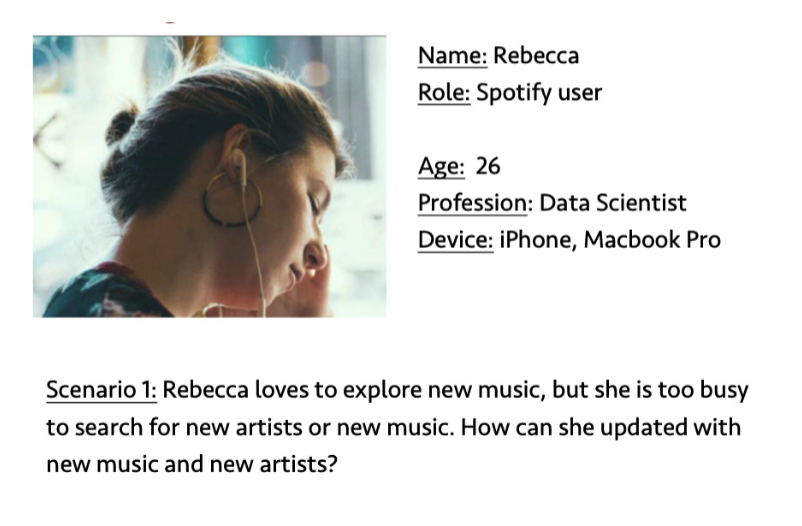 Name: Rebecca
Role: Spotify user
Age: 26
Profession: Data Scientist
Device: iPhone, Macbook Pro
Scenario 1: Rebecca loves to explore new music, but she is too busy
to search for new artists or new music. How can she updated with
new music and new artists?